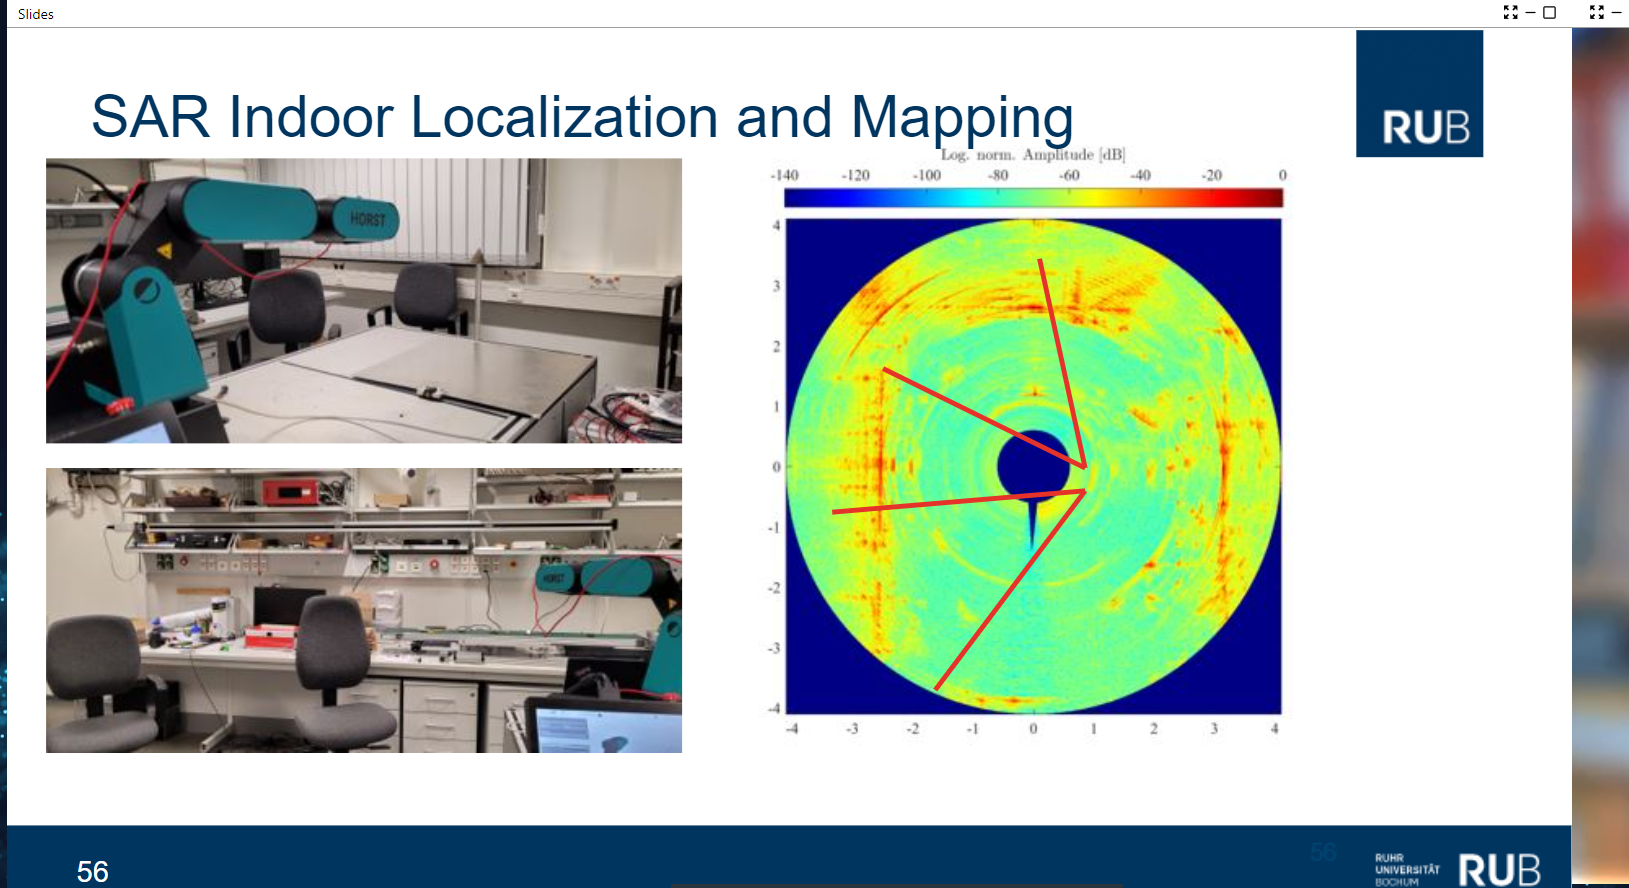 Slides
RUB
SAR Indoor Localization and Mapping
Log. norm. Amplitude [dB]
-140 -120 -100 -80 -60 -40 -20 0
HORST
4
3
2
1
0
-1
-2
-3
-4
-4 -3 -2 -1 0 1 2 3 4
HORST
56
56
RUHR
UNIVERSITÄT
BOCHUM
RUB